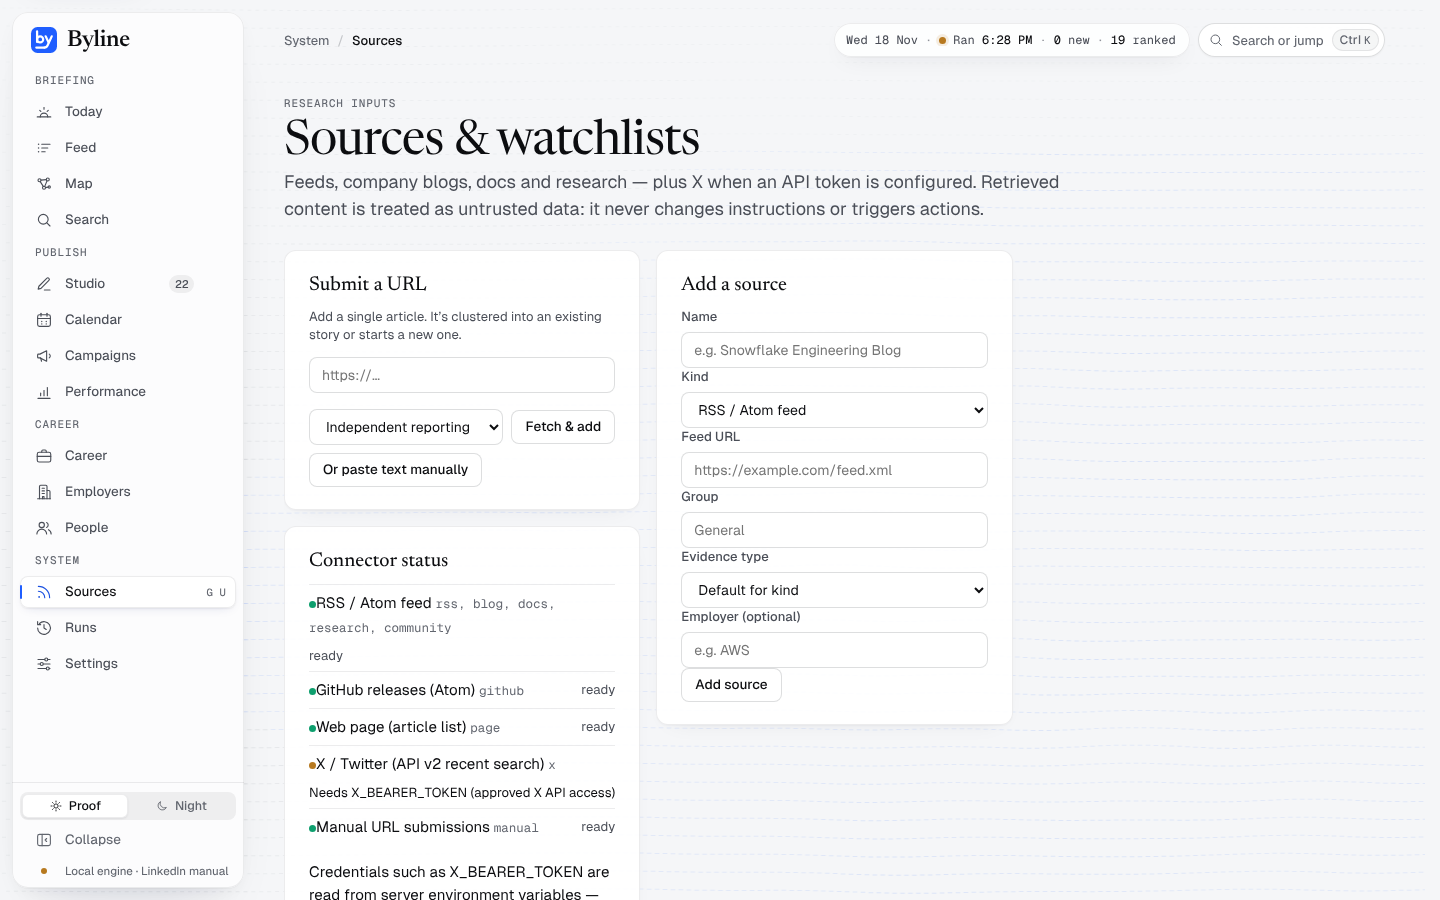 by Byline
BRIEFING
Today
Feed
Map
Search
PUBLISH
Studio 22
Calendar
Campaigns
Performance
CAREER
Career
Employers
People
SYSTEM
Sources G U
Runs
Settings
Proof Night
Collapse
Local engine · LinkedIn manual
System / Sources
Wed 18 Nov · Ran 6:28 PM · 0 new · 19 ranked
Search or jump Ctrl K
RESEARCH INPUTS
Sources & watchlists
Feeds, company blogs, docs and research — plus X when an API token is configured. Retrieved
content is treated as untrusted data: it never changes instructions or triggers actions.
Submit a URL
Add a single article. It’s clustered into an existing
story or starts a new one.
https://…
Independent reporting Fetch & add
Or paste text manually
Connector status
RSS / Atom feed rss, blog, docs,
research, community
ready
GitHub releases (Atom) github ready
Web page (article list) page ready
X / Twitter (API v2 recent search) x
Needs X_BEARER_TOKEN (approved X API access)
Manual URL submissions manual ready
Credentials such as X_BEARER_TOKEN are
read from server environment variables —
Add a source
Name
e.g. Snowflake Engineering Blog
Kind
RSS / Atom feed
Feed URL
https://example.com/feed.xml
Group
General
Evidence type
Default for kind
Employer (optional)
e.g. AWS
Add source